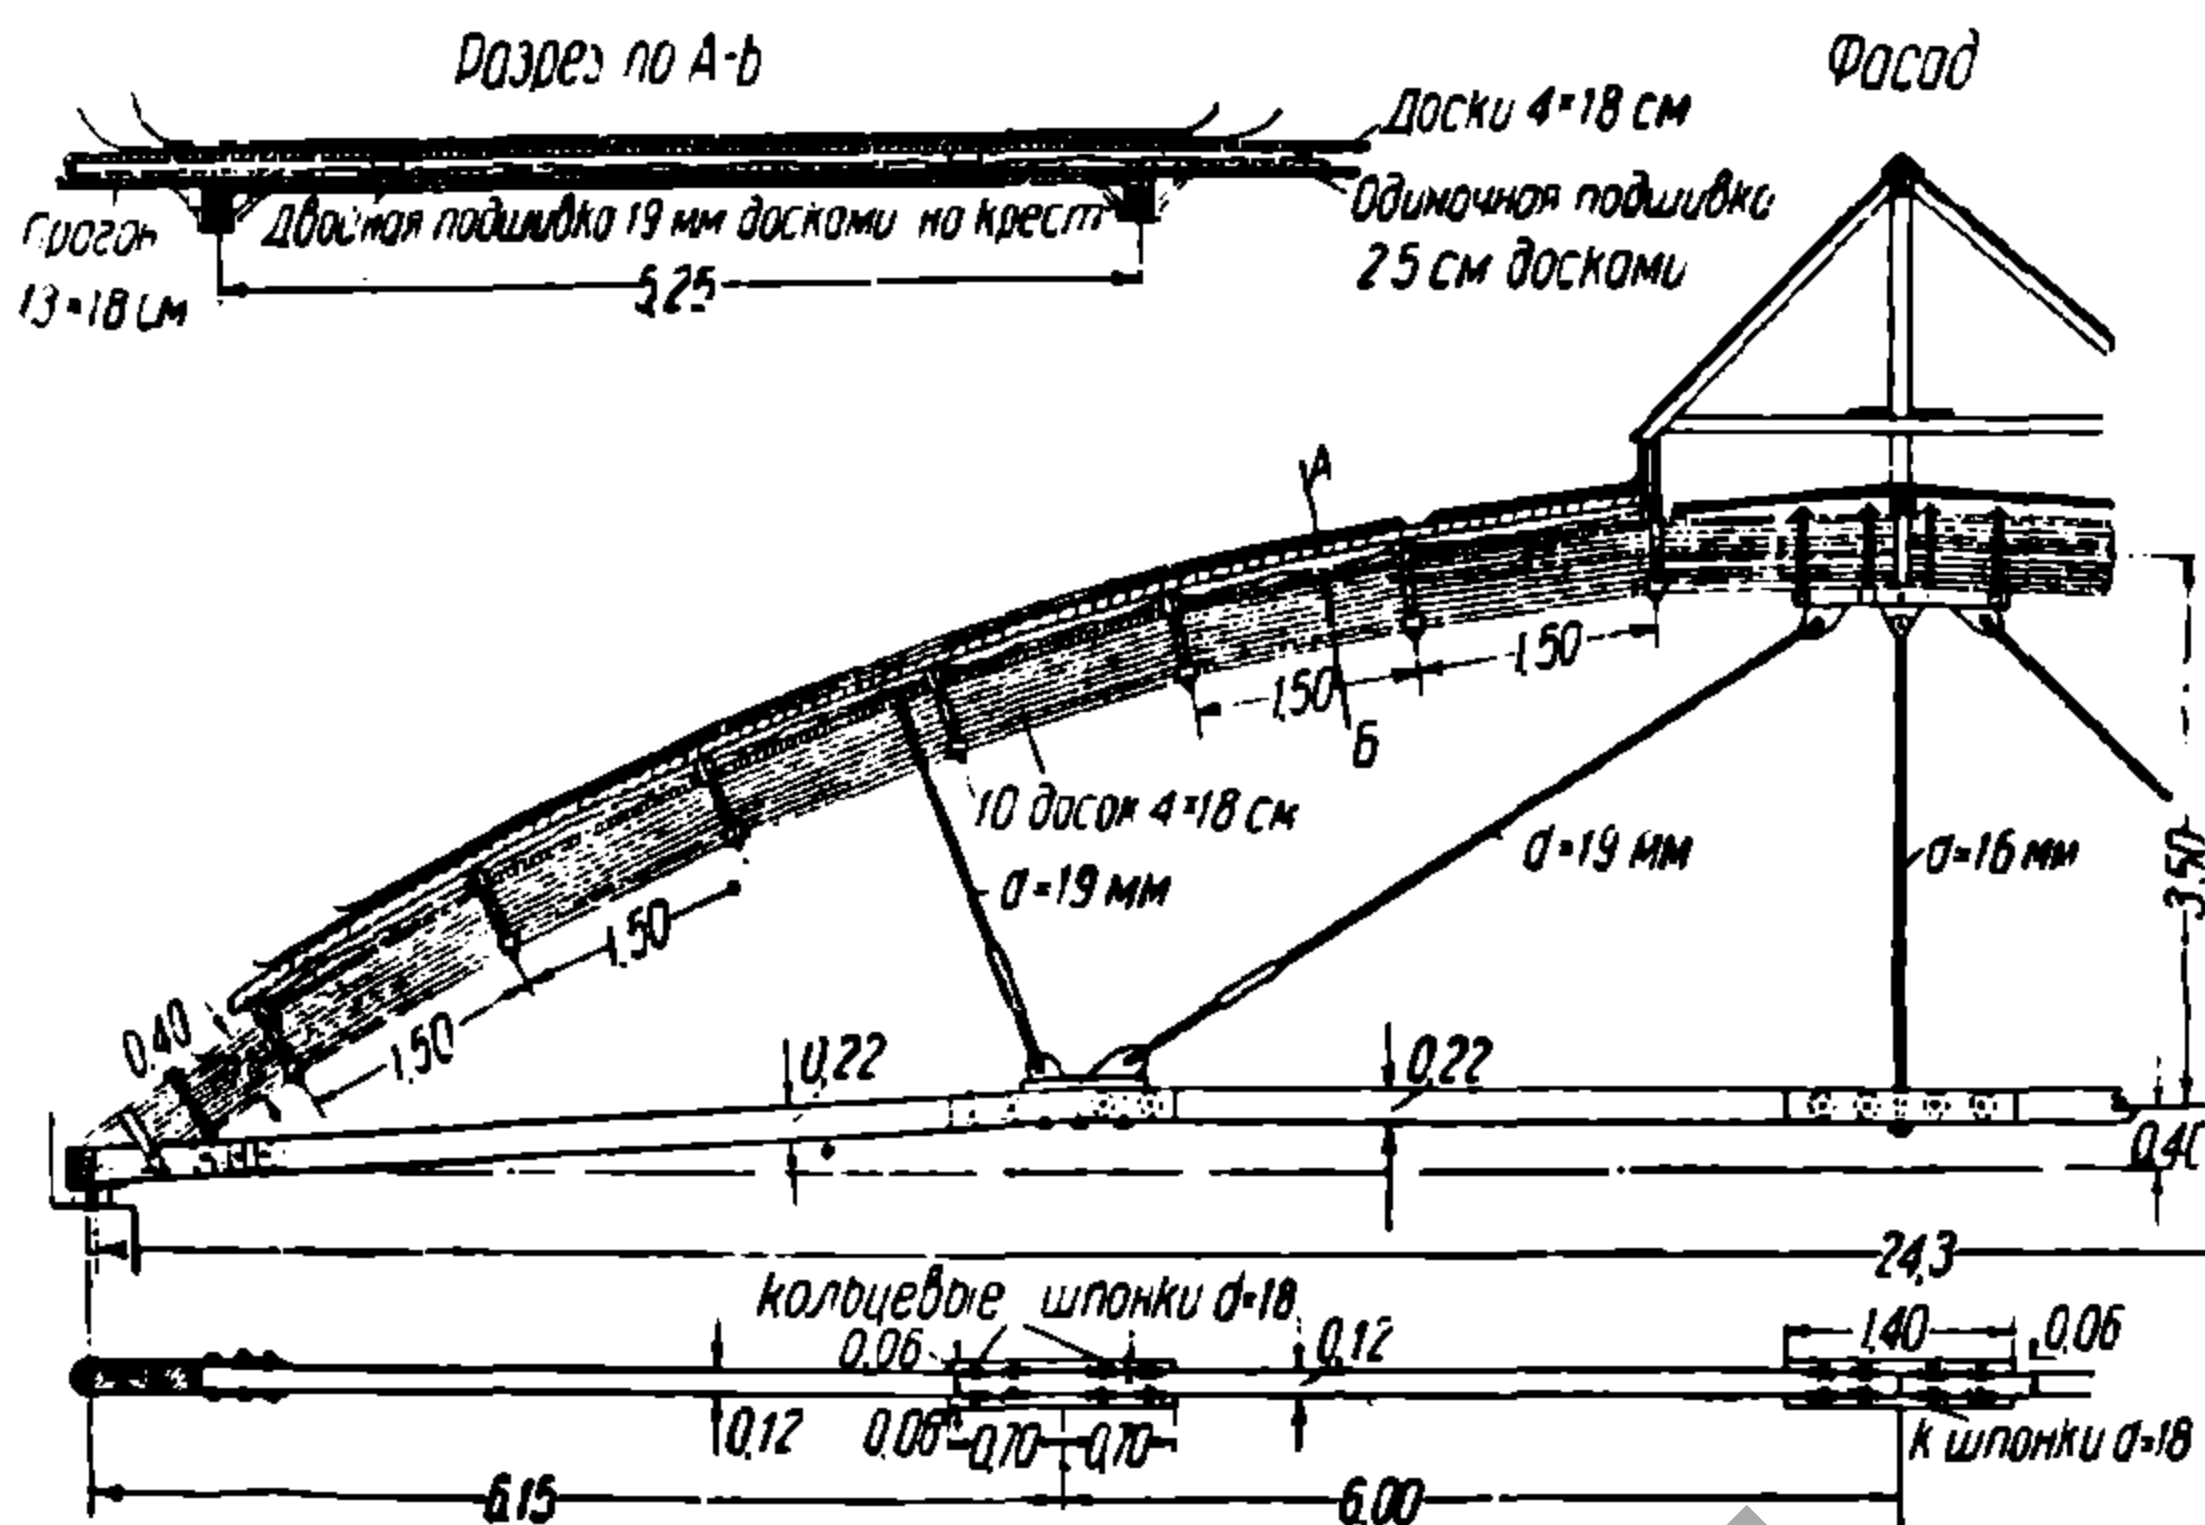 Разрез по А-b
Фасад
Доски 4×18 см
Одиночная подшивка
25 см досками
Двойная подшивка 19 мм досками на крест
прогон
13×18 см
6,25
А
1,50
1,50
Б
10 досок 4×18 см
d=19 мм
d=19 мм
d=16 мм
3,50
1,50
1,50
0,40
0,22
0,22
0,40
24,3
кольцевые шпонки d=18
0,06
0,12
1,40
0,06
0,12
0,06
0,70
0,70
к шпонки d=18
6,15
6,00